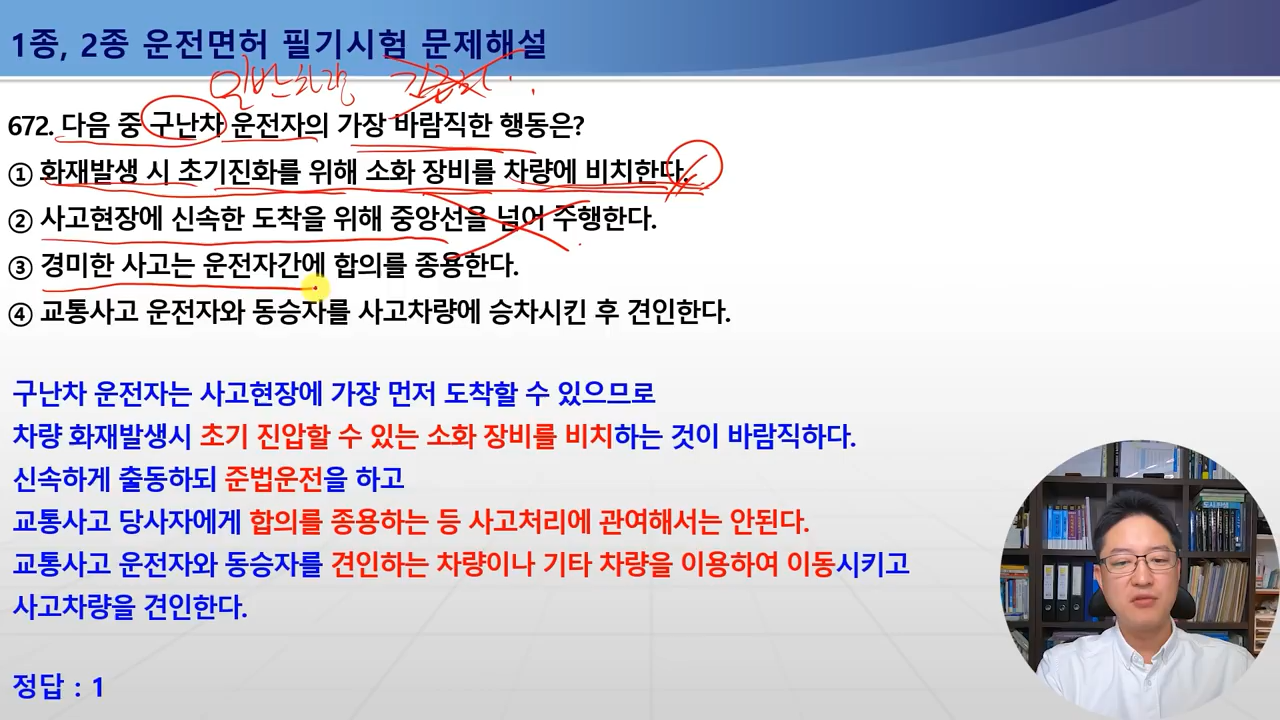 1종, 2종 운전면허 필기시험 문제해설
일반차량 긴급차
672. 다음 중 구난차 운전자의 가장 바람직한 행동은?
① 화재발생 시 초기진화를 위해 소화 장비를 차량에 비치한다.
② 사고현장에 신속한 도착을 위해 중앙선을 넘어 주행한다.
③ 경미한 사고는 운전자간에 합의를 종용한다.
④ 교통사고 운전자와 동승자를 사고차량에 승차시킨 후 견인한다.
구난차 운전자는 사고현장에 가장 먼저 도착할 수 있으므로
차량 화재발생시 초기 진압할 수 있는 소화 장비를 비치하는 것이 바람직하다.
신속하게 출동하되 준법운전을 하고
교통사고 당사자에게 합의를 종용하는 등 사고처리에 관여해서는 안된다.
교통사고 운전자와 동승자를 견인하는 차량이나 기타 차량을 이용하여 이동시키고
사고차량을 견인한다.
정답 : 1